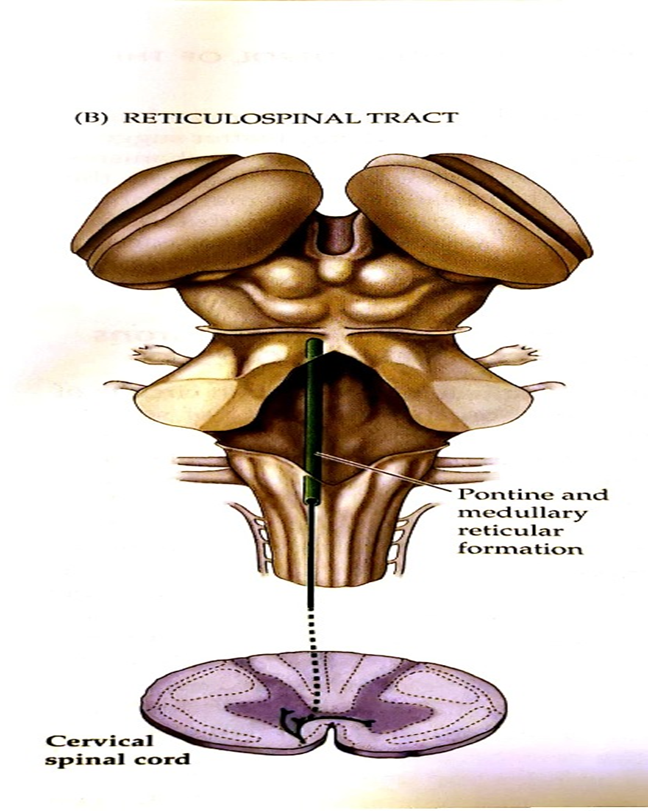 (B) RETICULOSPINAL TRACT
Pontine and
medullary
reticular
formation
Cervical
spinal cord